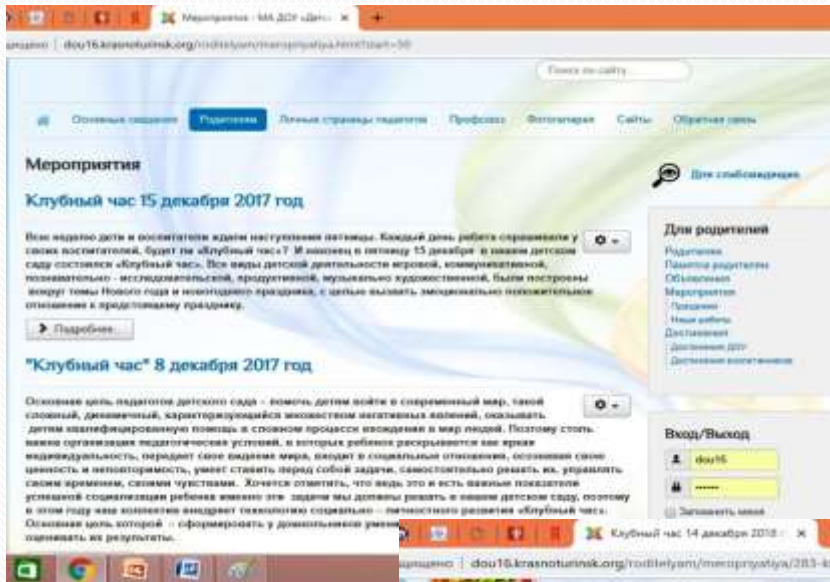 Мероприятия - МА ДОУ «Детс
dou16.krasnoturinsk.org/roditelyam/meropriyatiya.html?start=50
Поиск по сайту
Основные сведения Родителям Личные страницы педагогов Профсоюз Фотогалерея Сайты Обратная связь
Мероприятия
Для слабовидящих
Клубный час 15 декабря 2017 год
Всю неделю дети и воспитатели ждали наступления пятницы. Каждый день ребята спрашивали у
своих воспитателей, будет ли «Клубный час»? И наконец в пятницу 15 декабря в нашем детском
саду состоялся «Клубный час». Все виды детской деятельности игровой, коммуникативной,
познавательно - исследовательской, продуктивной, музыкально художественной, были построены
вокруг темы Нового года и новогоднего праздника, с целью вызвать эмоционально положительное
отношение к предстоящему празднику.
Подробнее...
"Клубный час" 8 декабря 2017 год
Основная цель педагогов детского сада - помочь детям войти в современный мир, такой
сложный, динамичный, характеризующийся множеством негативных явлений, оказывать
детям квалифицированную помощь в сложном процессе вхождения в мир людей. Поэтому столь
важна организация педагогических условий, в которых ребенок раскрывается как яркая
индивидуальность, передает свое видение мира, входит в социальные отношения, осознавая свою
ценность и неповторимость, умеет ставить перед собой задачи, самостоятельно решать их, управлять
своим временем, своими чувствами. Хочется отметить, что ведь это и есть важные показатели
успешной социализации ребенка именно эти задачи мы должны решать в нашем детском саду, поэтому
в этом году наш коллектив внедряет технологию социально - личностного развития «Клубный час».
Основная цель которой - сформировать у дошкольников умения
оценивать их результаты.
Для родителей
Родителям
Памятка родителям
Объявления
Мероприятия
Праздники
Наши работы
Достижения
Достижения ДОУ
Достижения воспитанников
Вход/Выход
dou16
Запомнить меня
Клубный час 14 декабря 2018 г
dou16.krasnoturinsk.org/roditelyam/meropriyatiya/283-k